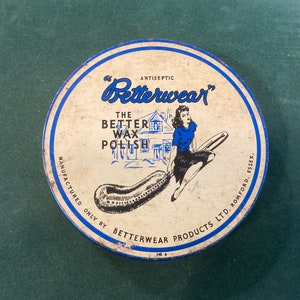 ANTISEPTIC
"Betterwear"
THE
BETTER
WAX
POLISH
MANUFACTURED ONLY BY BETTERWEAR PRODUCTS LTD. ROMFORD. ESSEX.